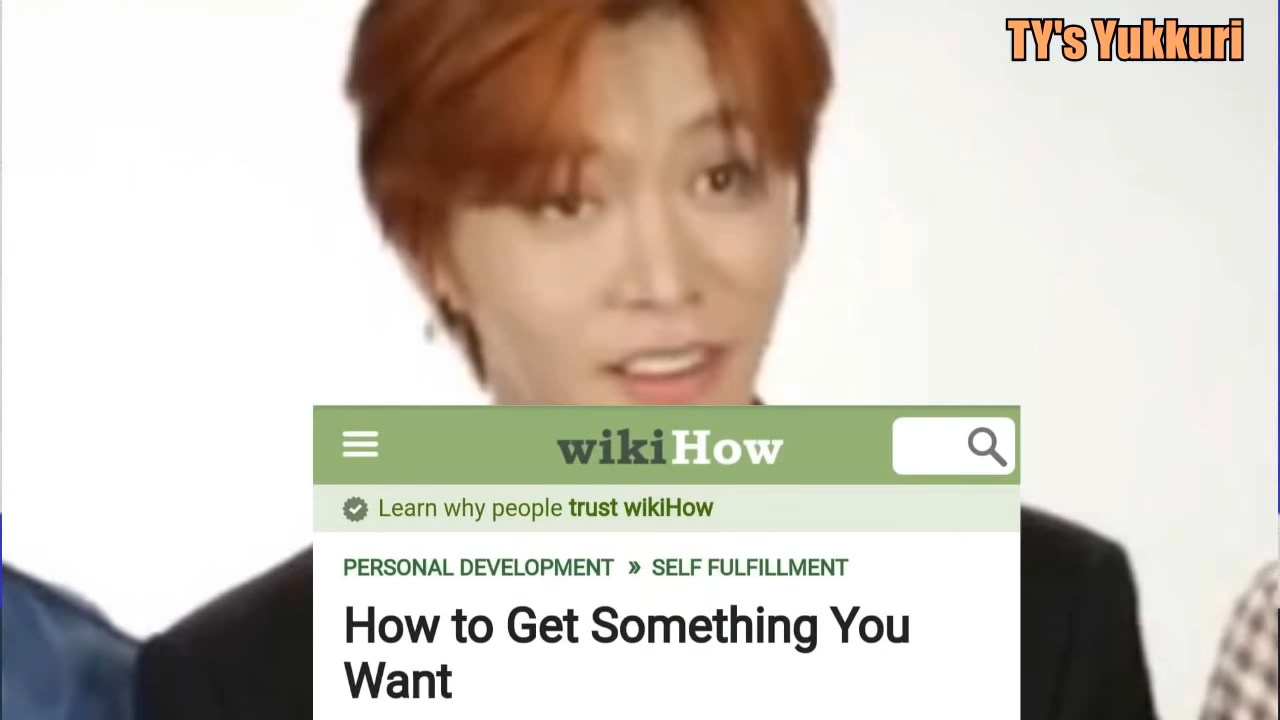 TY's Yukkuri
wikiHow
Learn why people trust wikiHow
PERSONAL DEVELOPMENT » SELF FULFILLMENT
How to Get Something You
Want